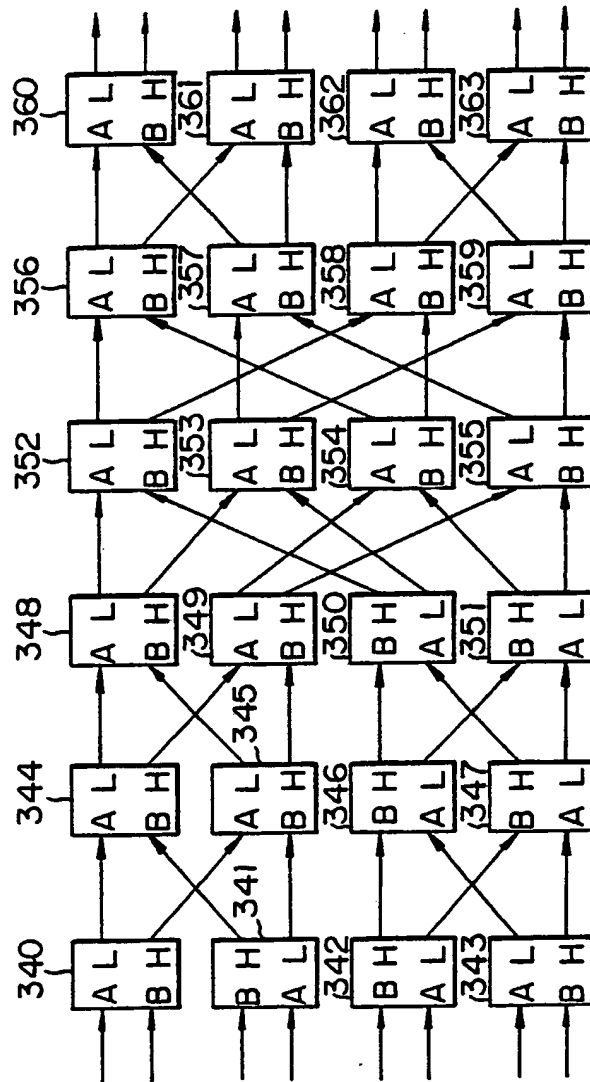 340 344 348 352 356 360
A L A L A L A L A L A L
B H B H B H B H B H B H
341 345 349 353 357 361
B H A L A L A L A L A L
A L B H B H B H B H B H
342 346 350 354 358 362
B H B H B H A L A L A L
A L A L A L B H B H B H
343 347 351 355 359 363
A L B H B H A L A L A L
B H A L A L B H B H B H